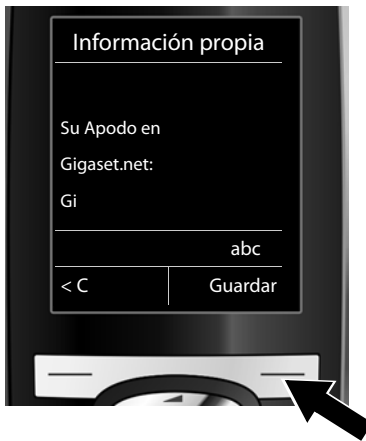 Información propia
Su Apodo en
Gigaset.net:
Gi
abc
< C Guardar